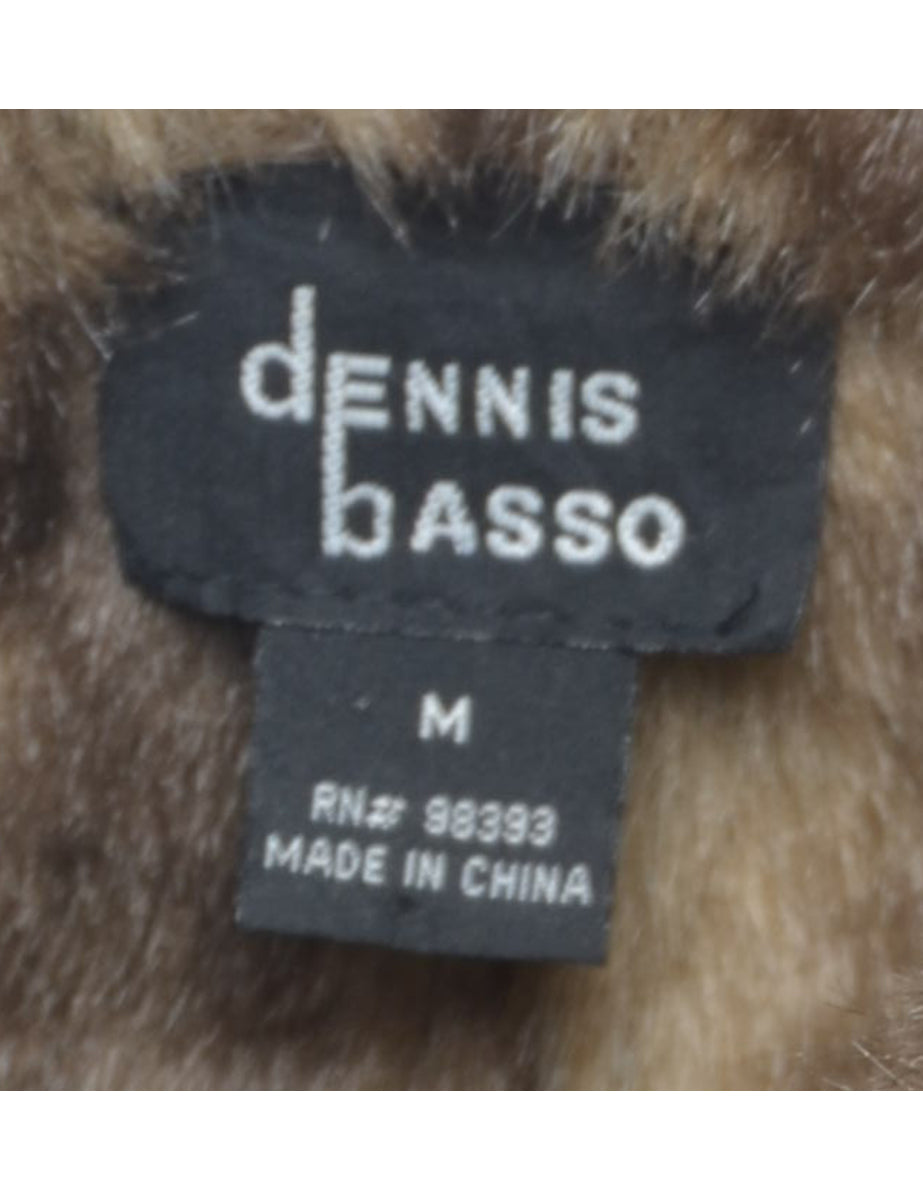 dENNIS
bASSO
M
RN# 98393
MADE IN CHINA